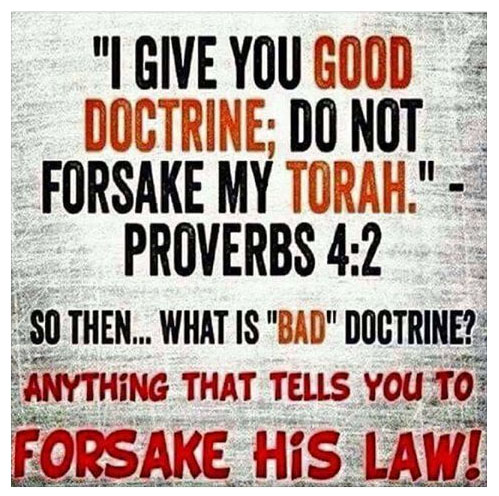 "I GIVE YOU GOOD
DOCTRINE; DO NOT
FORSAKE MY TORAH." -
PROVERBS 4:2
SO THEN... WHAT IS "BAD" DOCTRINE?
ANYTHiNG THAT TELLS YOU TO
FORSAKE HiS LAW!